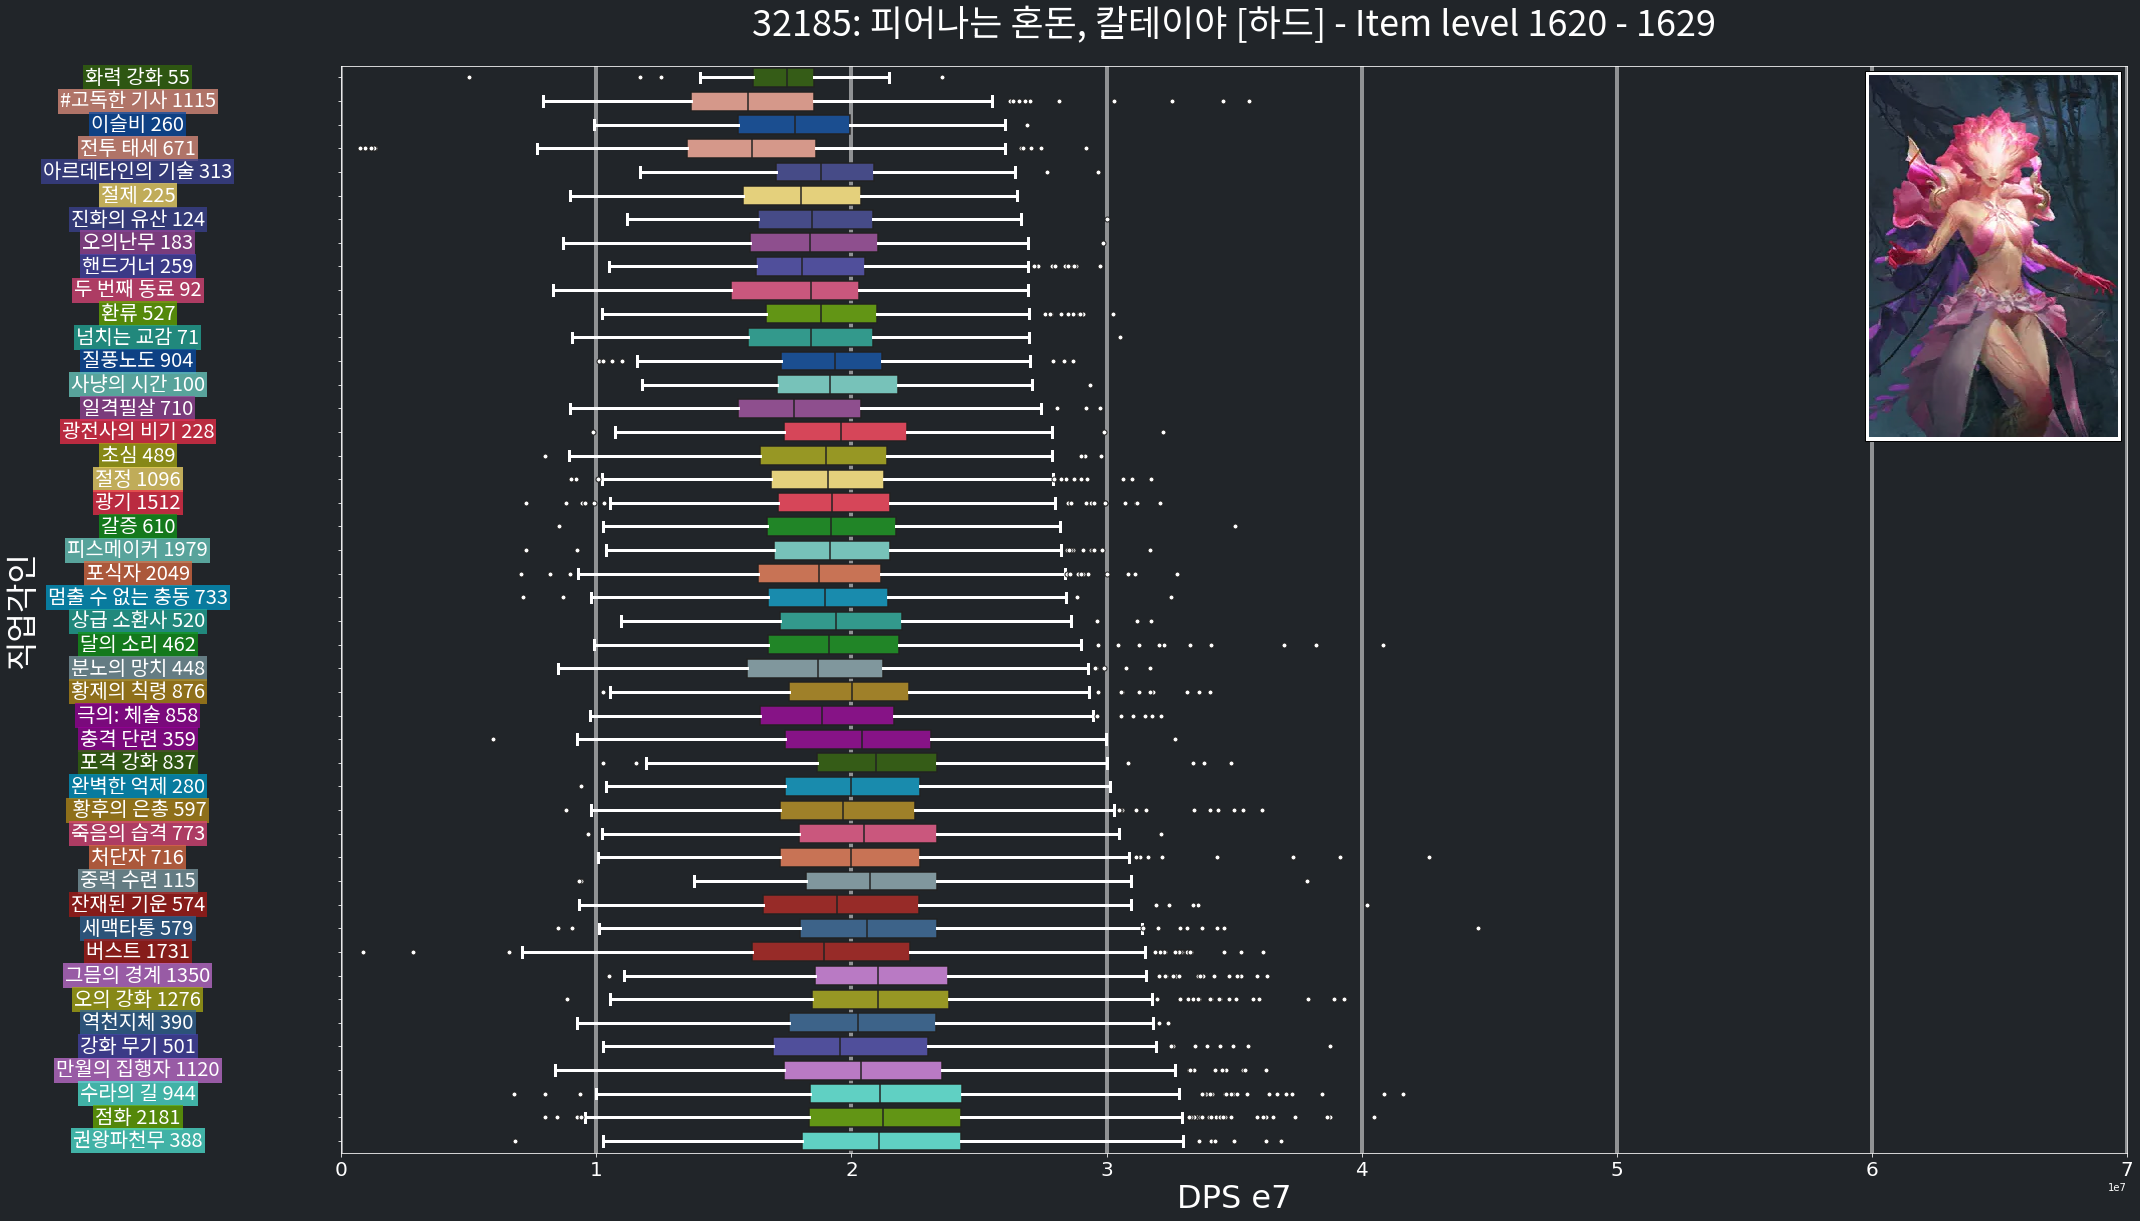 32185: 피어나는 혼돈, 칼테이야 [하드] - Item level 1620 - 1629
화력 강화 55
#고독한 기사 1115
이슬비 260
전투 태세 671
아르데타인의 기술 313
절제 225
진화의 유산 124
오의난무 183
핸드거너 259
두 번째 동료 92
환류 527
넘치는 교감 71
질풍노도 904
사냥의 시간 100
일격필살 710
광전사의 비기 228
초심 489
절정 1096
광기 1512
갈증 610
피스메이커 1979
포식자 2049
멈출 수 없는 충동 733
상급 소환사 520
달의 소리 462
분노의 망치 448
황제의 칙령 876
극의: 체술 858
충격 단련 359
포격 강화 837
완벽한 억제 280
황후의 은총 597
죽음의 습격 773
처단자 716
중력 수련 115
잔재된 기운 574
세맥타통 579
버스트 1731
그믐의 경계 1350
오의 강화 1276
역천지체 390
강화 무기 501
만월의 집행자 1120
수라의 길 944
점화 2181
권왕파천무 388
직업각인
0 1 2 3 4 5 6 7
DPS e7
1e7